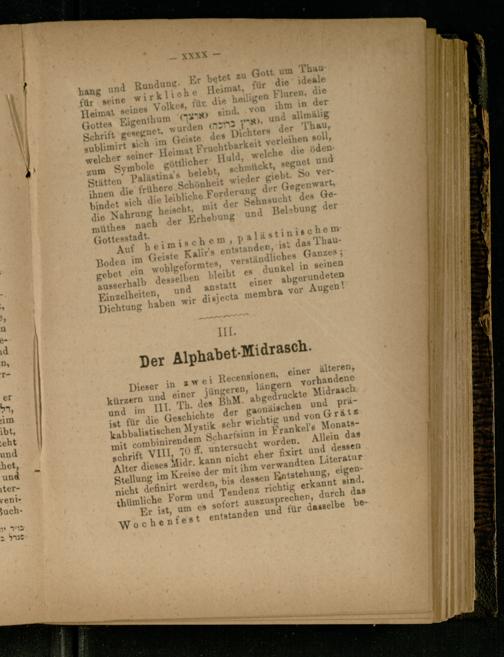 — XXXX —
hang und Rundung. Er betet zu Gott um Thau
für seine wirkliche Heimat, für die ideale
Heimat seines Volkes, für die heiligen Fluren, die
Gottes Eigenthum (ארצך) sind, von ihm in der
Schrift gesegnet wurden (ארץ ברוכה), und allmälig
sublimirt sich im Geiste des Dichters der Thau,
welcher seiner Heimat Fruchtbarkeit verleihen soll,
zum Symbole göttlicher Huld, welche die öden
Stätten Palästina's belebt, schmückt, segnet und
ihnen die frühere Schönheit wieder giebt. So ver-
bindet sich die leibliche Forderung der Gegenwart,
die Nahrung heischt, mit der Sehnsucht des Ge-
müthes nach der Erhebung und Belebung der
Gottesstadt.
Auf heimischem, palästinischem
Boden im Geiste Kalir's entstanden, ist das Thau-
gebet ein wohlgeformtes, verständliches Ganzes;
ausserhalb desselben bleibt es dunkel in seinen
Einzelheiten, und anstatt einer abgerundeten
Dichtung haben wir disjecta membra vor Augen!
III.
Der Alphabet-Midrasch.
Dieser in zwei Recensionen, einer älteren,
kürzern und einer jüngeren, längern vorhandene
und im III. Th. des BhM. abgedruckte Midrasch
ist für die Geschichte der gaonäischen und prä-
kabbalistischen Mystik sehr wichtig und von Grätz
mit combinirendem Scharfsinn in Frankel's Monats-
schrift VIII, 70 ff. untersucht worden. Allein das
Alter dieses Midr. kann nicht eher fixirt und dessen
Stellung im Kreise der mit ihm verwandten Literatur
nicht definirt werden, bis dessen Entstehung, eigen-
thümliche Form und Tendenz richtig erkannt sind.
Er ist, um es sofort auszusprechen, durch das
Wochenfest entstanden und für dasselbe be-